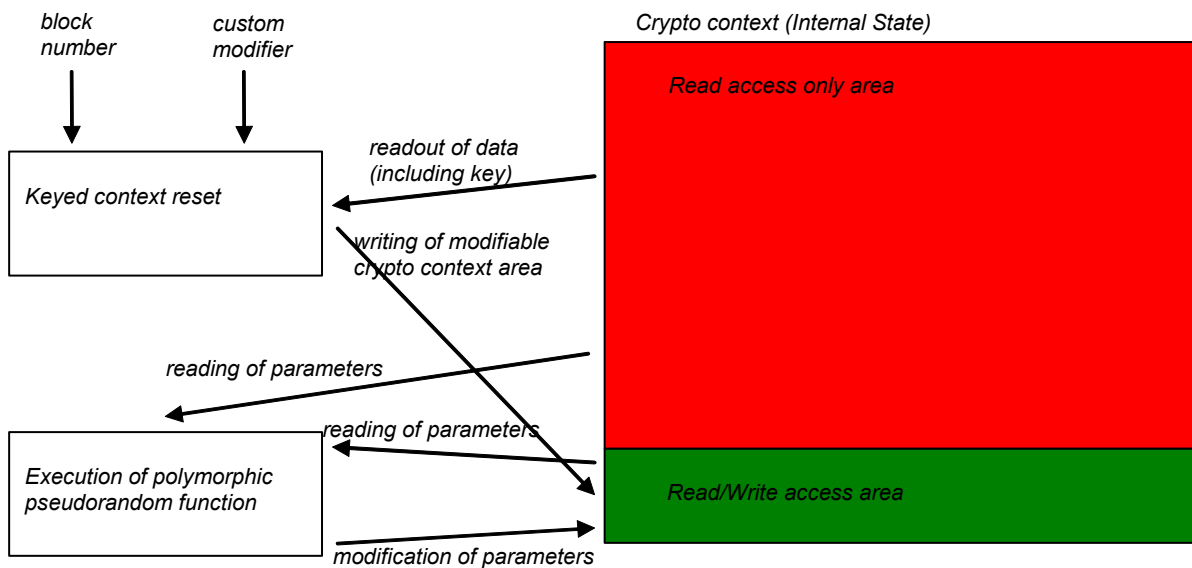 block
number
custom
modifier
Crypto context (Internal State)
Read access only area
readout of data
(including key)
Keyed context reset
writing of modifiable
crypto context area
reading of parameters
reading of parameters
Execution of polymorphic
pseudorandom function
Read/Write access area
modification of parameters